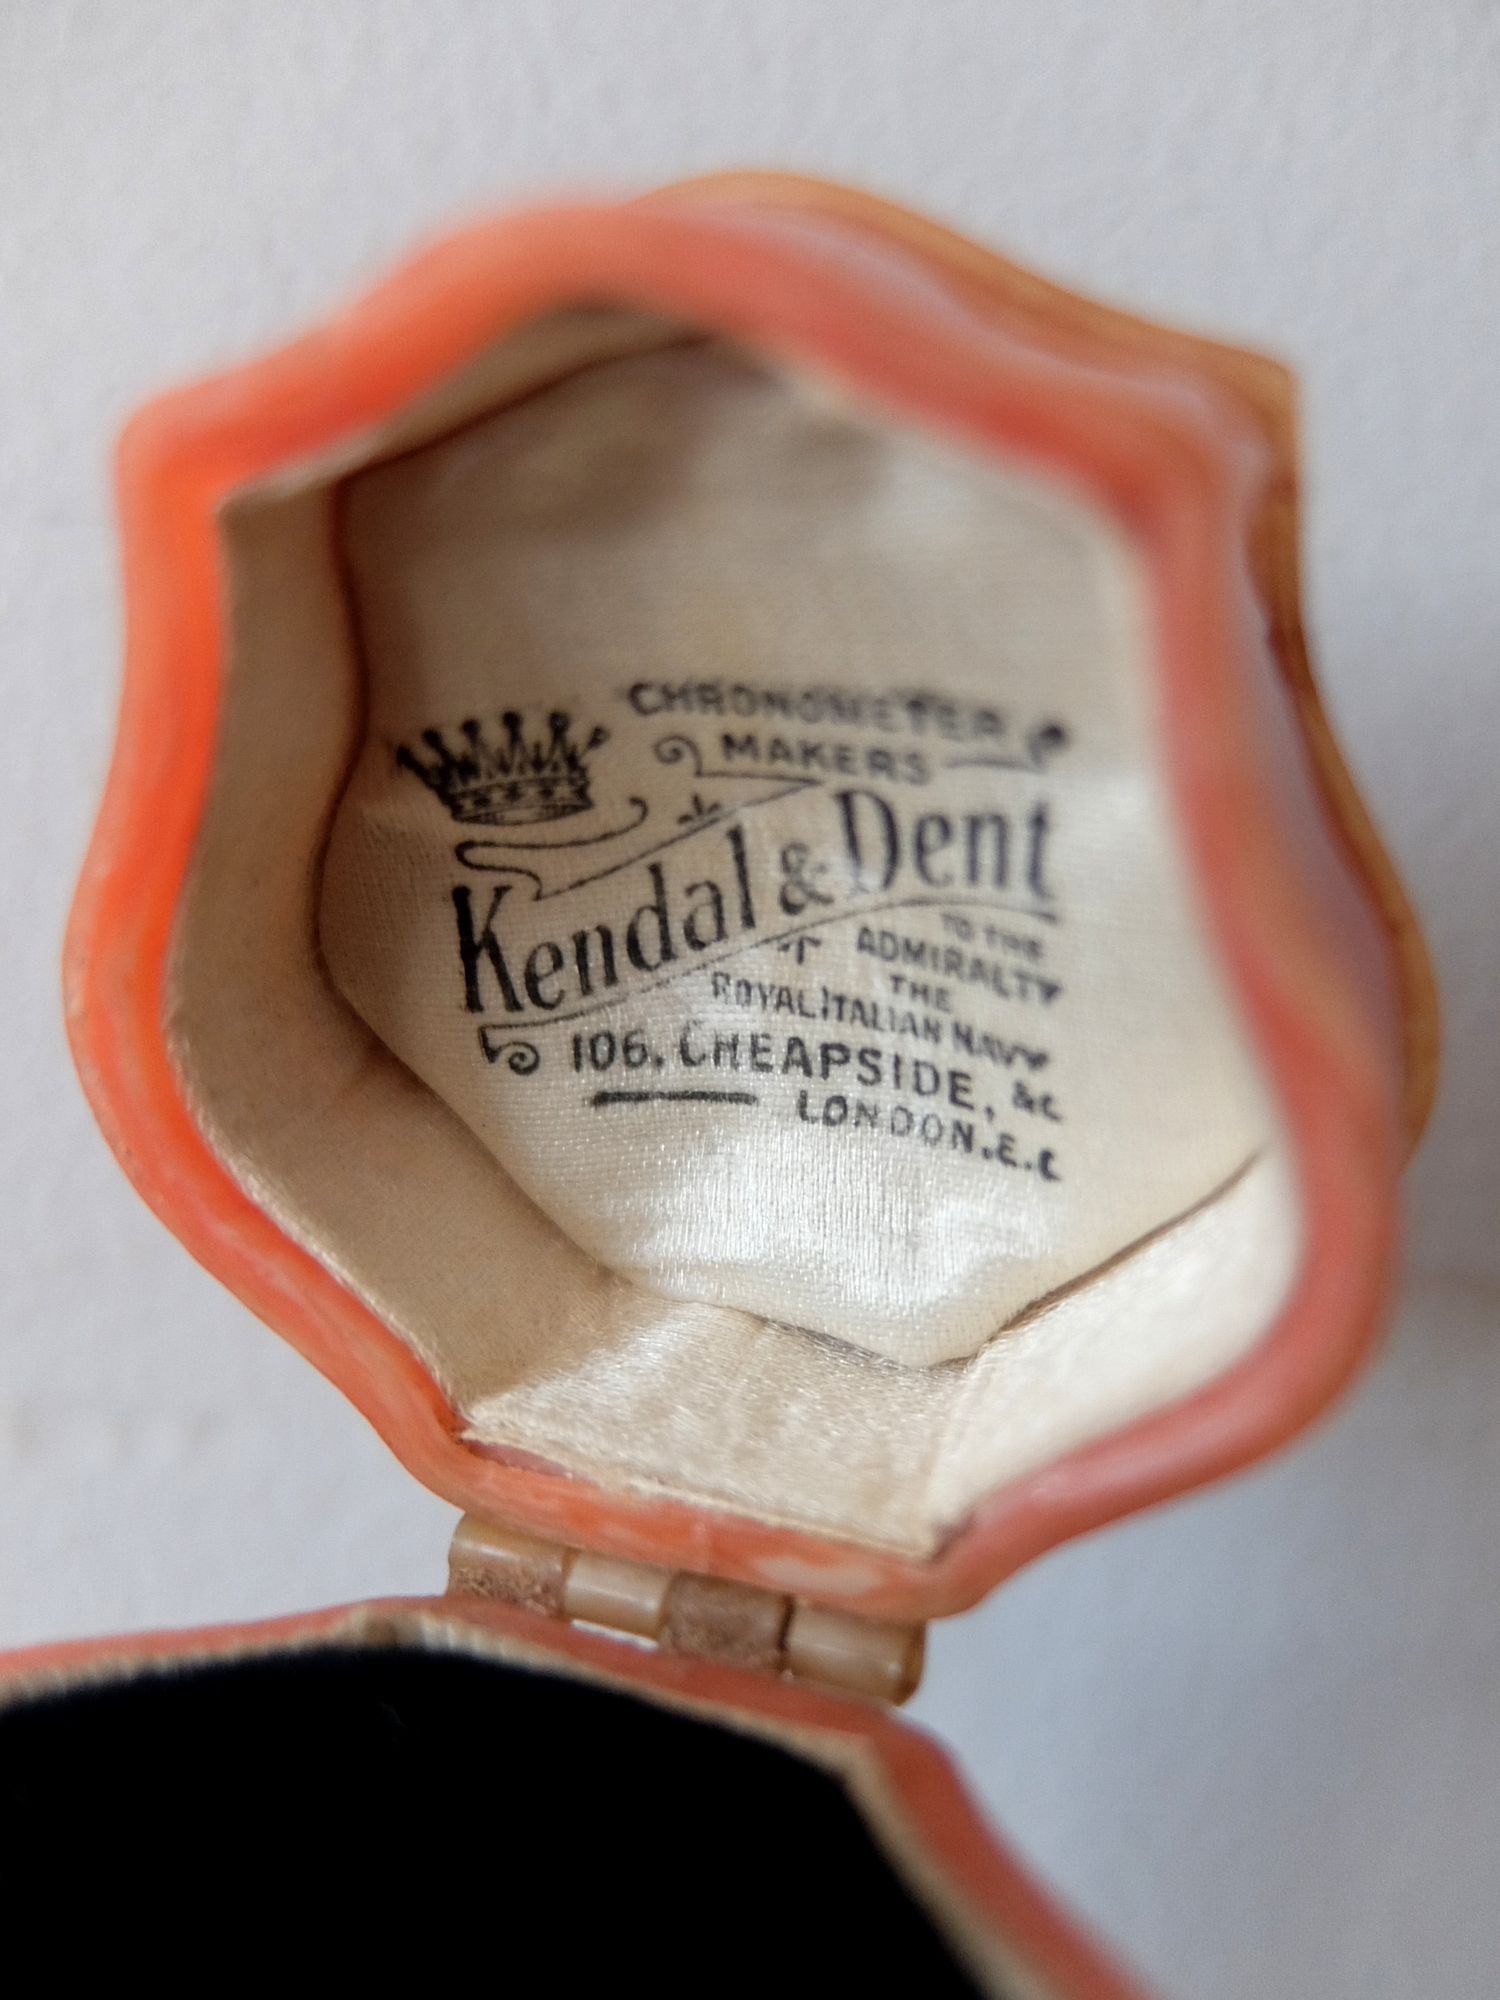 CHRONOMETER
MAKERS
Kendal & Dent
TO THE
ADMIRALTY
THE
ROYAL ITALIAN NAVY
106, CHEAPSIDE, &C
LONDON. E.C